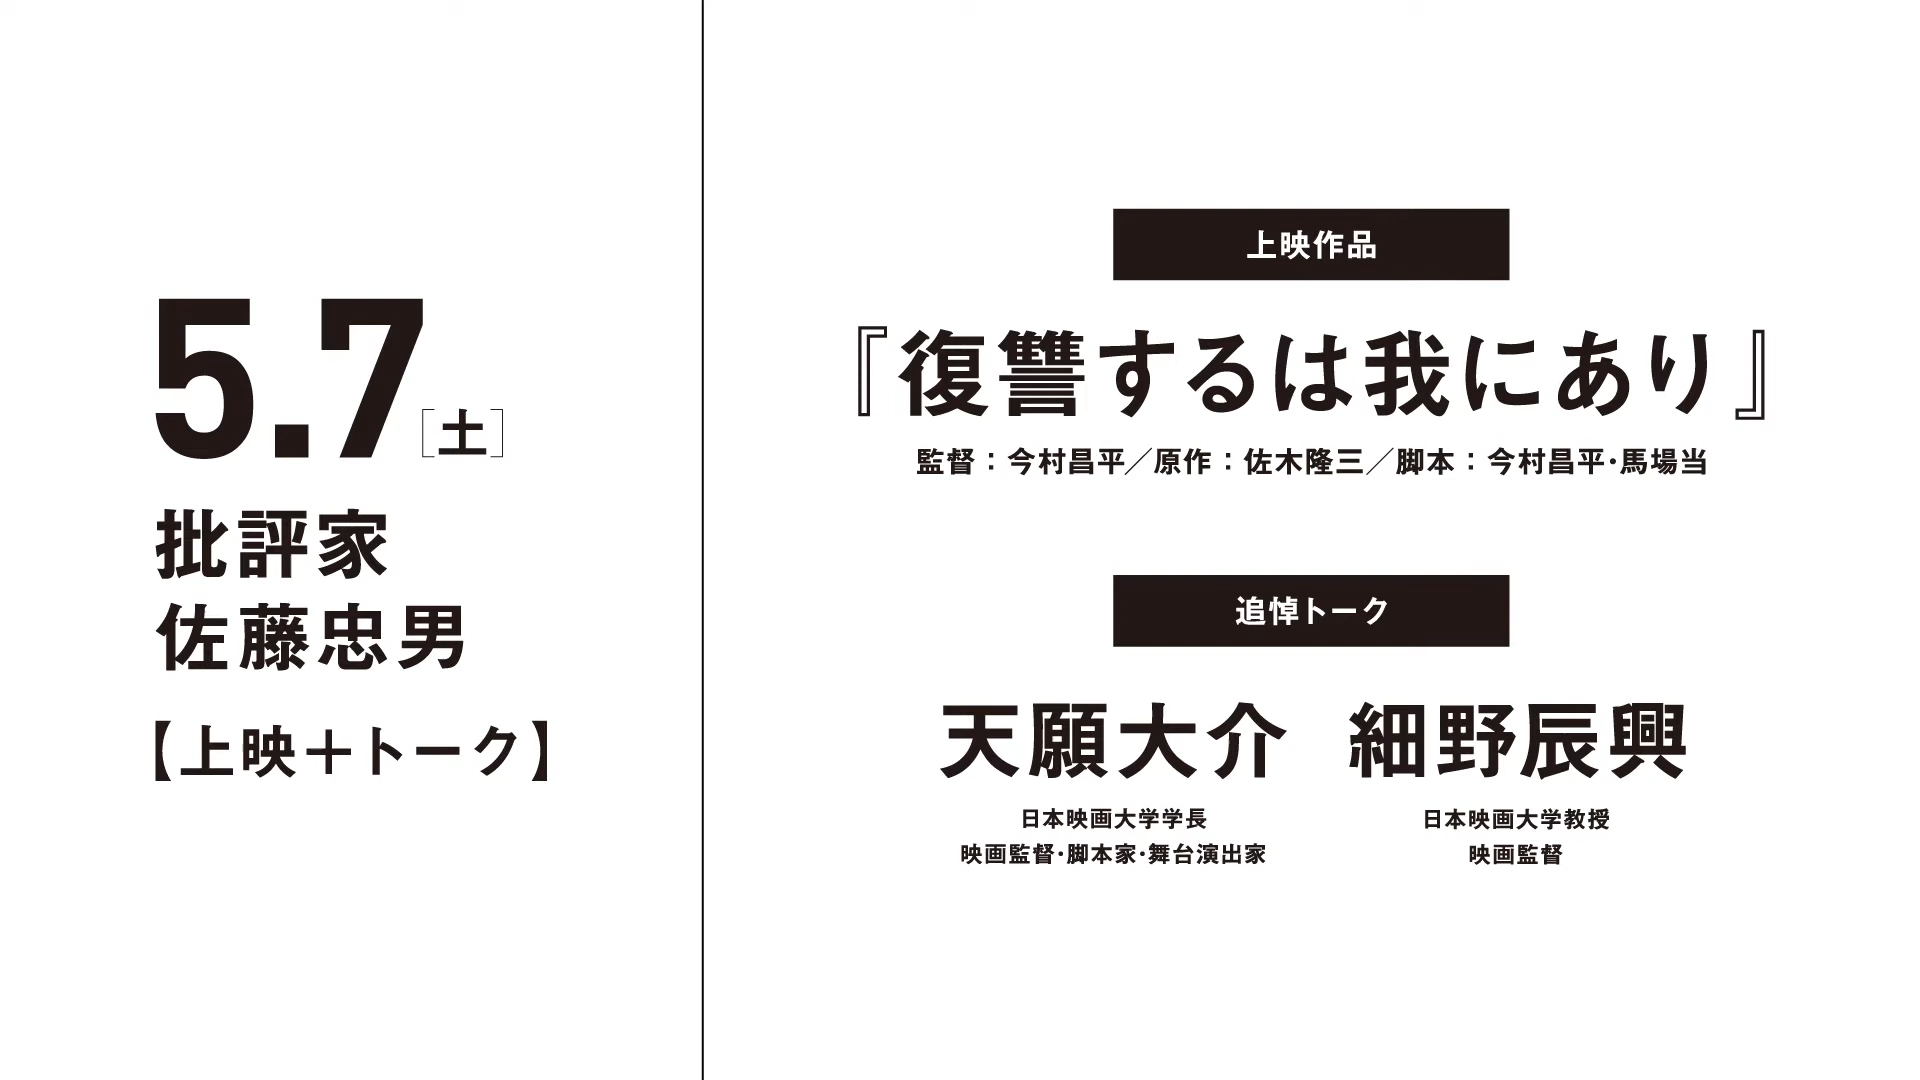 5.7[土]
批評家
佐藤忠男
【上映＋トーク】
上映作品
『復讐するは我にあり』
監督：今村昌平／原作：佐木隆三／脚本：今村昌平・馬場当
追悼トーク
天願大介 細野辰興
日本映画大学学長 日本映画大学教授
映画監督・脚本家・舞台演出家 映画監督